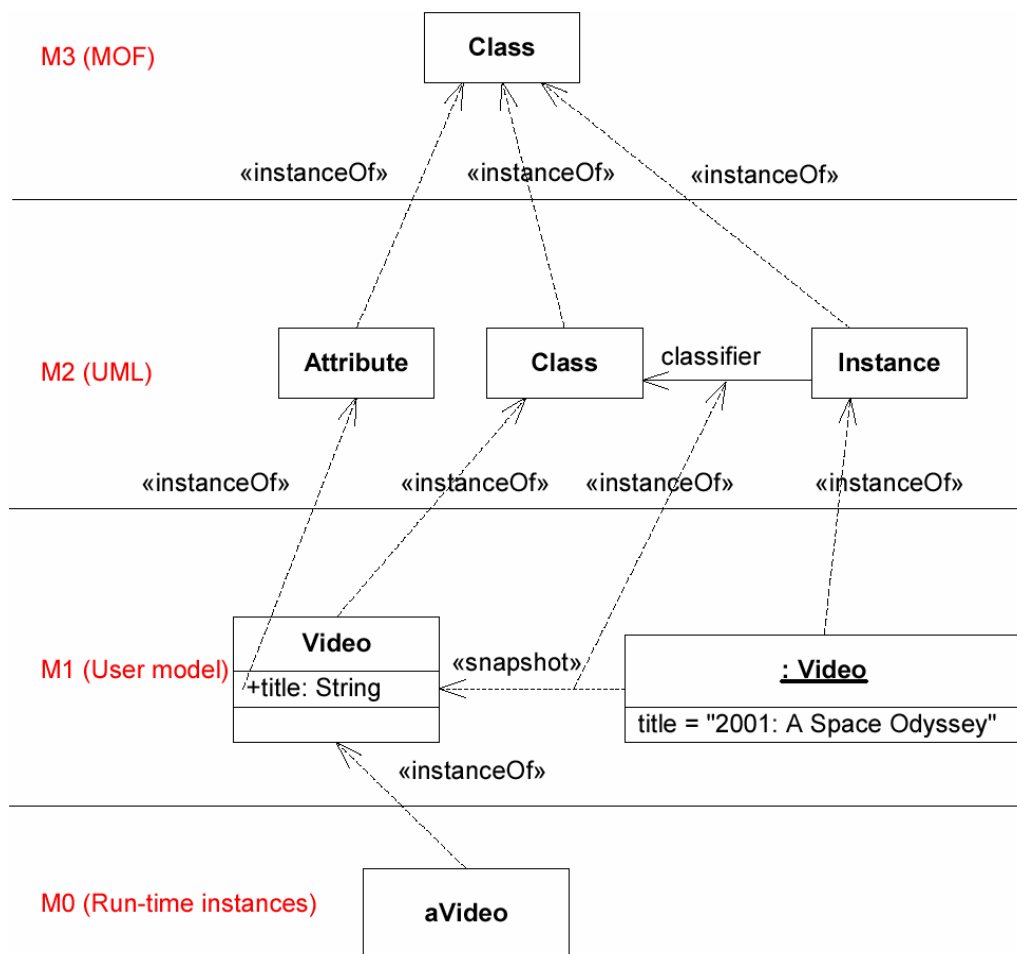 M3 (MOF)
Class
«instanceOf»
«instanceOf»
«instanceOf»
M2 (UML)
Attribute
Class
classifier
Instance
«instanceOf»
«instanceOf»
«instanceOf»
«instanceOf»
M1 (User model)
Video
+title: String
«snapshot»
: Video
title = "2001: A Space Odyssey"
«instanceOf»
M0 (Run-time instances)
aVideo